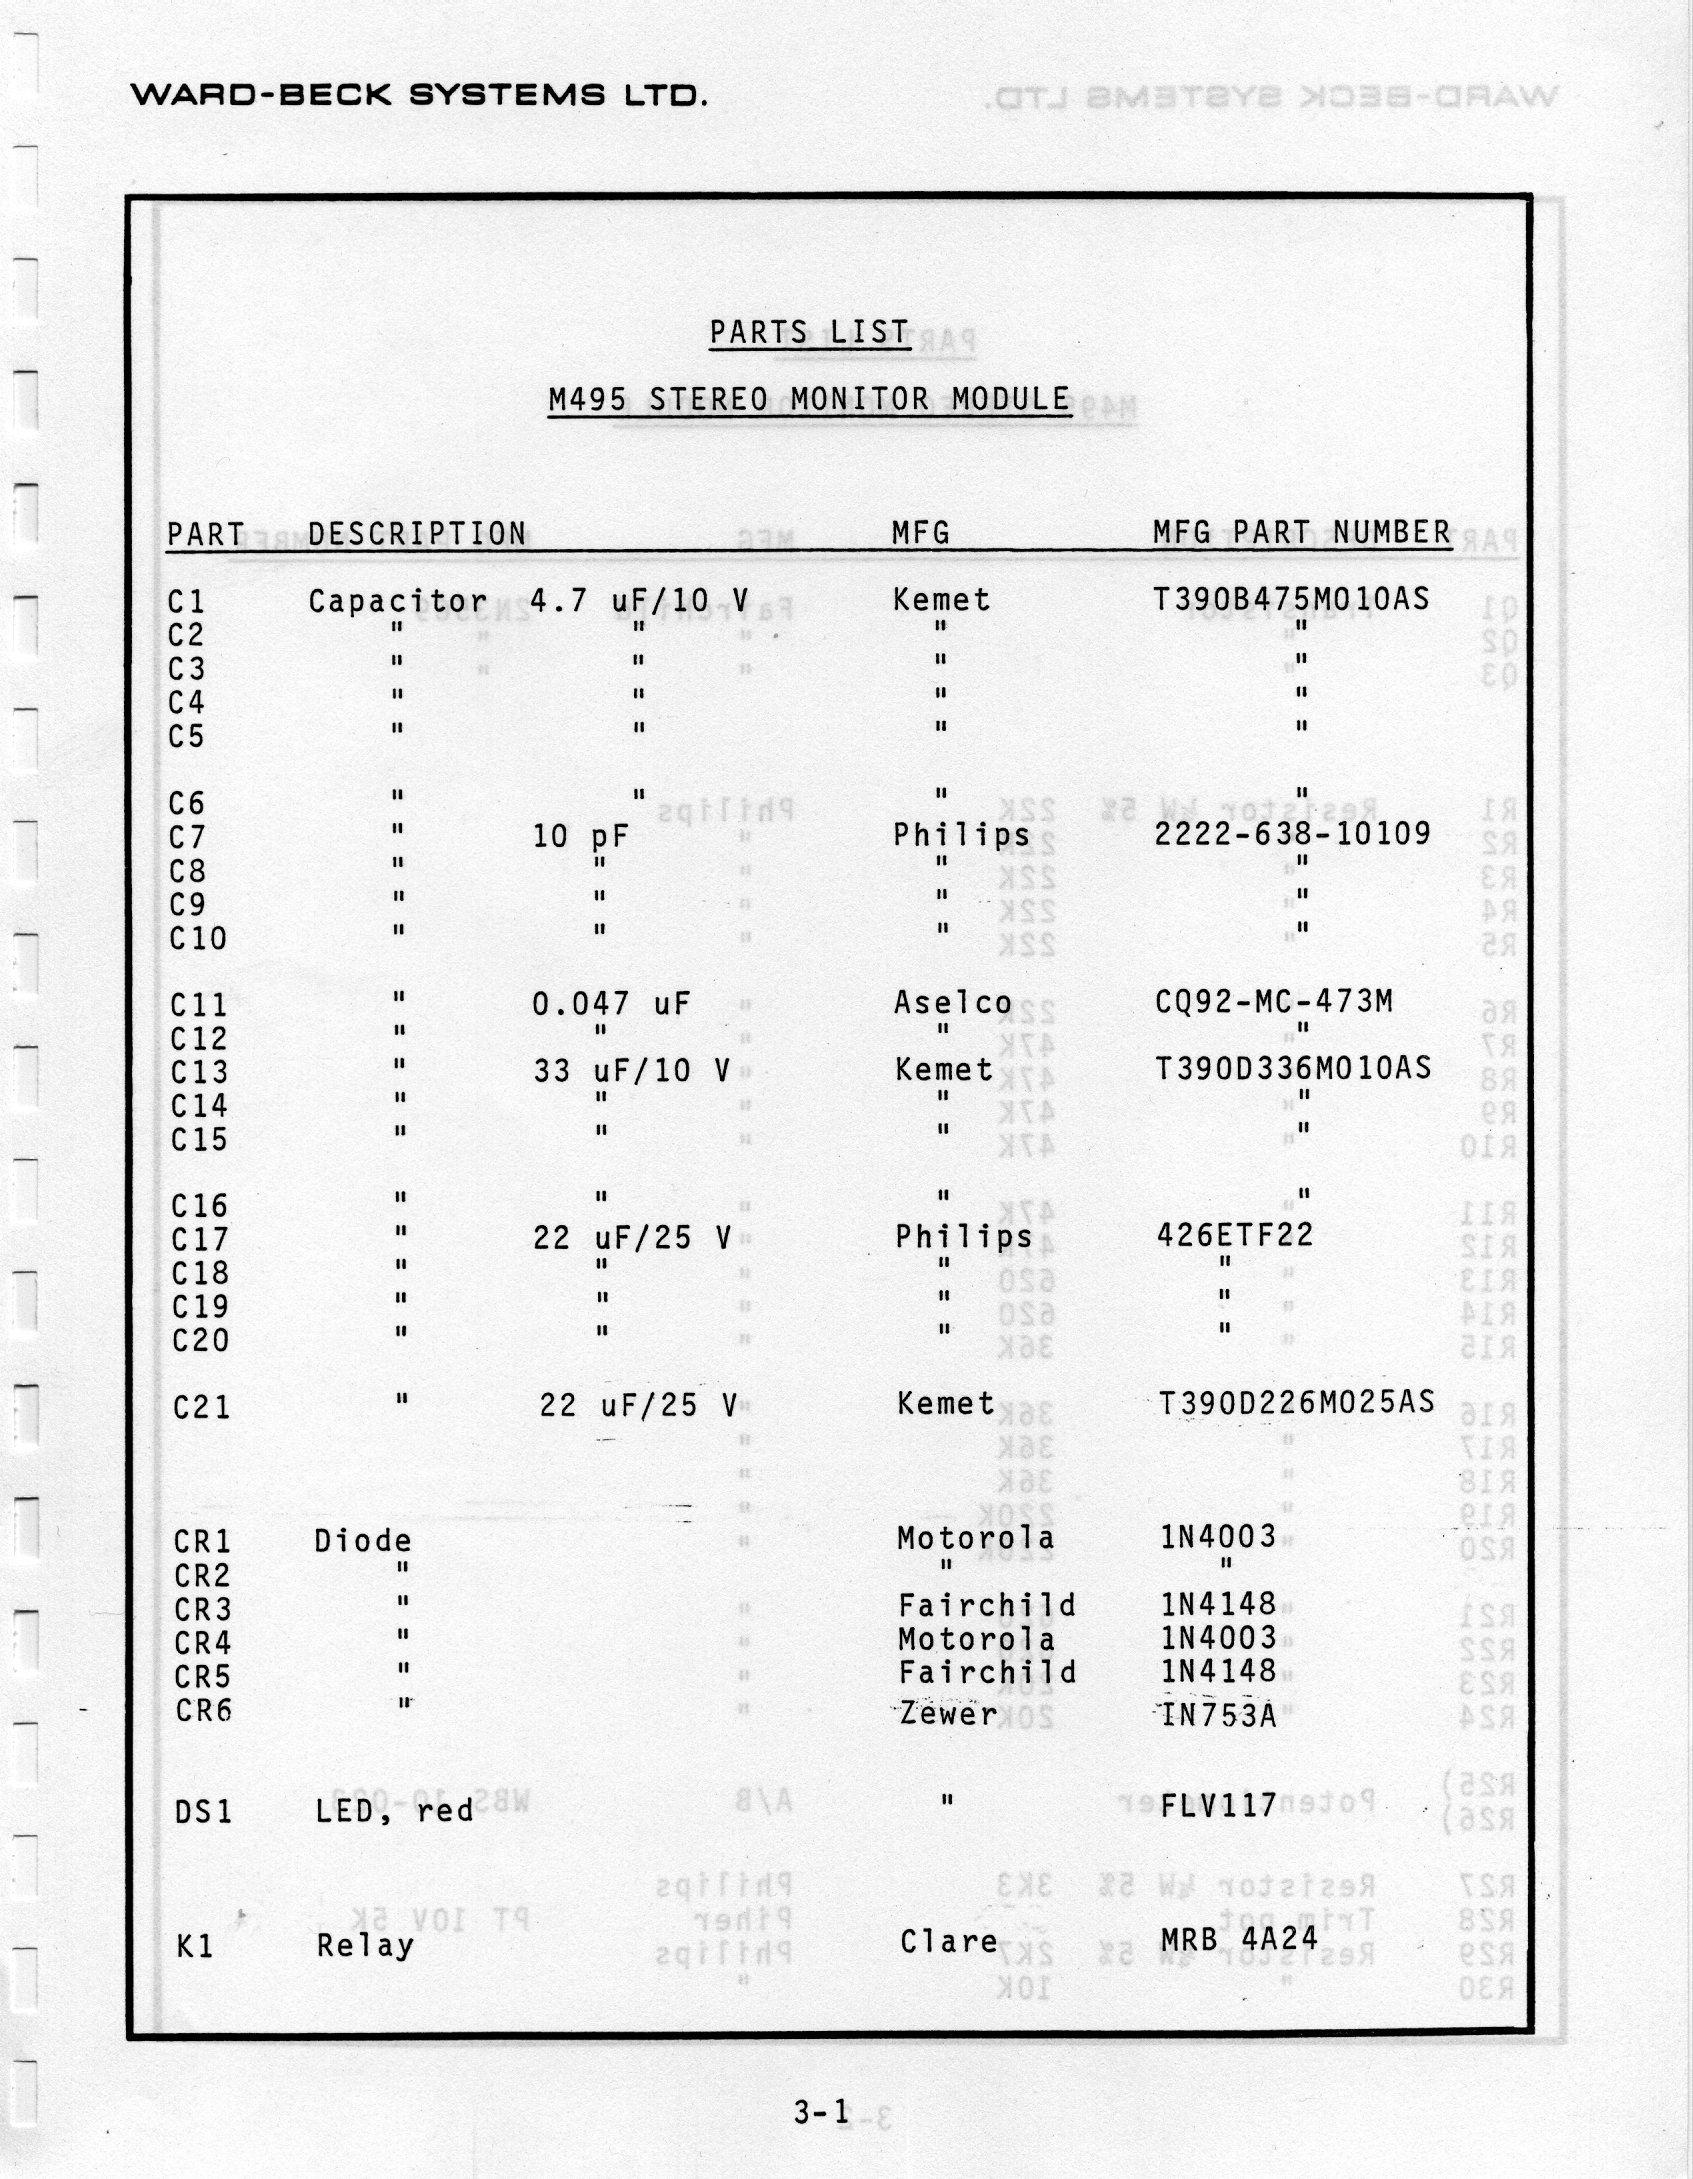 WARD-BECK SYSTEMS LTD.
PARTS LIST
M495 STEREO MONITOR MODULE
PART DESCRIPTION MFG MFG PART NUMBER
C1 Capacitor 4.7 uF/10 V Kemet T390B475M010AS
C2 " " " "
C3 " " " "
C4 " " " "
C5 " " " "
C6 " " " "
C7 " 10 pF Philips 2222-638-10109
C8 " " " "
C9 " " " "
C10 " " " "
C11 " 0.047 uF Aselco CQ92-MC-473M
C12 " " " "
C13 " 33 uF/10 V Kemet T390D336M010AS
C14 " " " "
C15 " " " "
C16 " " " "
C17 " 22 uF/25 V Philips 426ETF22
C18 " " " "
C19 " " " "
C20 " " " "
C21 " 22 uF/25 V Kemet T390D226M025AS
CR1 Diode Motorola 1N4003
CR2 " " "
CR3 " Fairchild 1N4148
CR4 " Motorola 1N4003
CR5 " Fairchild 1N4148
CR6 " Zewer IN753A
DS1 LED, red " FLV117
K1 Relay Clare MRB 4A24
3-1